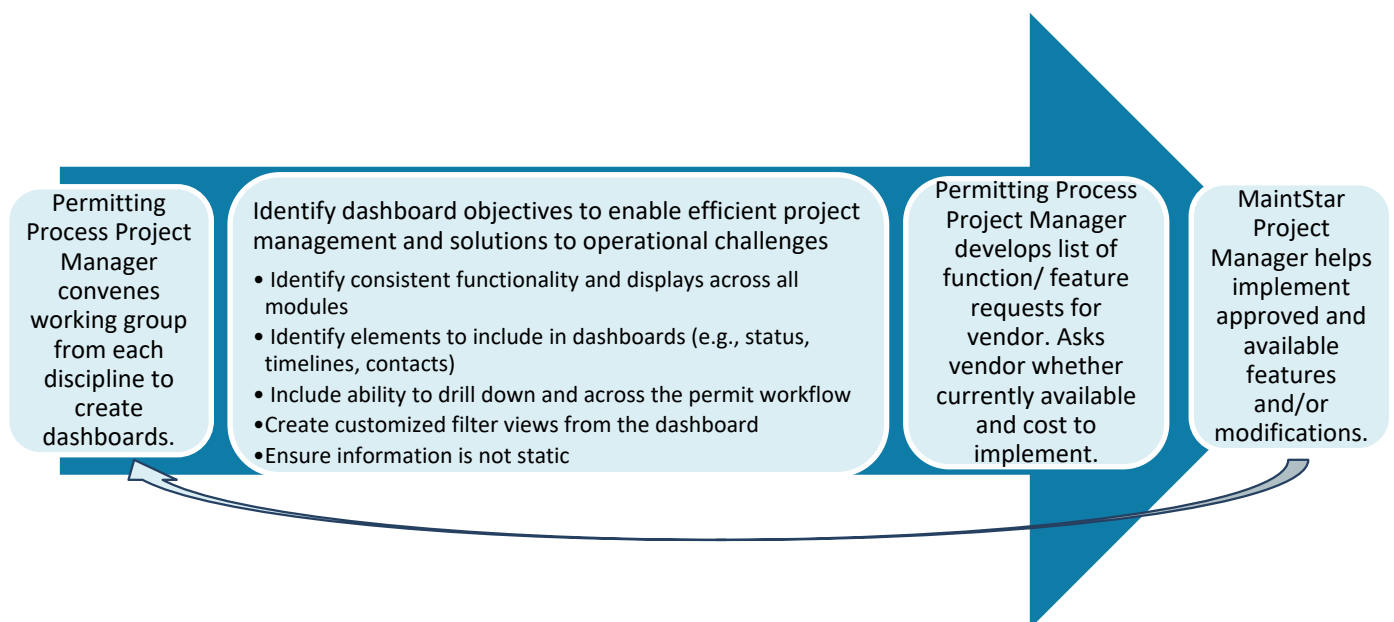 Permitting
Process Project
Manager
convenes
working group
from each
discipline to
create
dashboards.
Identify dashboard objectives to enable efficient project
management and solutions to operational challenges
• Identify consistent functionality and displays across all
modules
• Identify elements to include in dashboards (e.g., status,
timelines, contacts)
• Include ability to drill down and across the permit workflow
•Create customized filter views from the dashboard
•Ensure information is not static
Permitting Process
Project Manager
develops list of
function/ feature
requests for
vendor. Asks
vendor whether
currently available
and cost to
implement.
MaintStar
Project
Manager helps
implement
approved and
available
features
and/or
modifications.